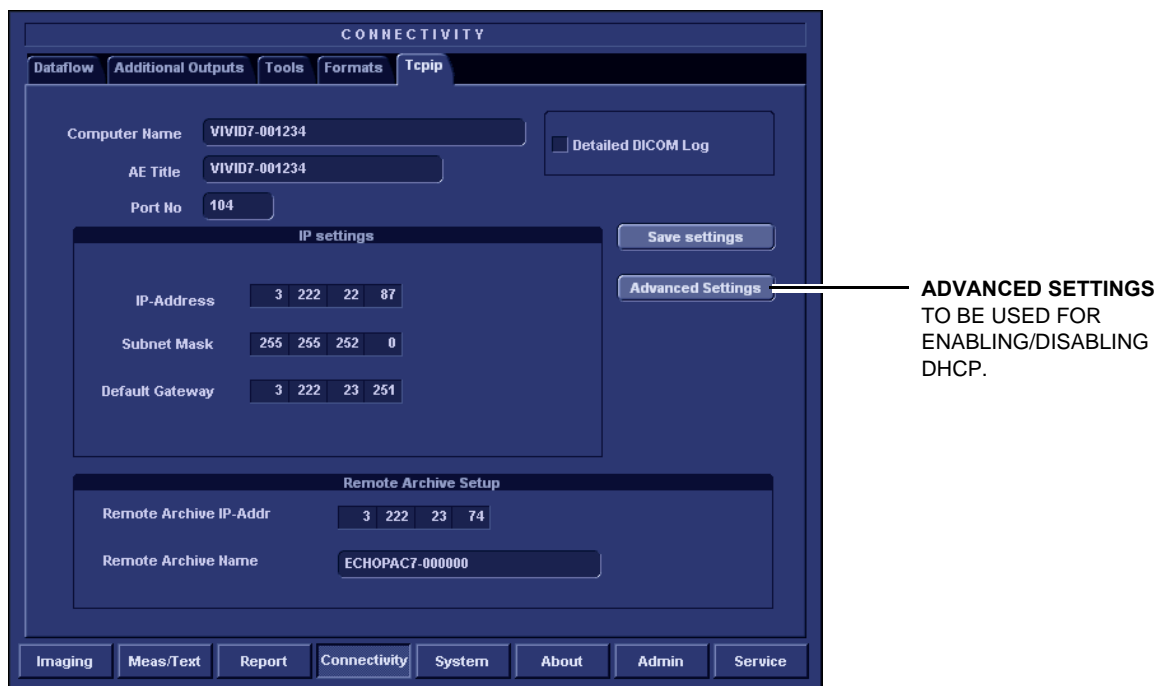 CONNECTIVITY
Dataflow Additional Outputs Tools Formats Tcpip
Computer Name VIVID7-001234
Detailed DICOM Log
AE Title VIVID7-001234
Port No 104
IP settings
Save settings
IP-Address 3 222 22 87
Advanced Settings
Subnet Mask 255 255 252 0
Default Gateway 3 222 23 251
Remote Archive Setup
Remote Archive IP-Addr 3 222 23 74
Remote Archive Name ECHOPAC7-000000
Imaging Meas/Text Report Connectivity System About Admin Service
ADVANCED SETTINGS
TO BE USED FOR
ENABLING/DISABLING
DHCP.